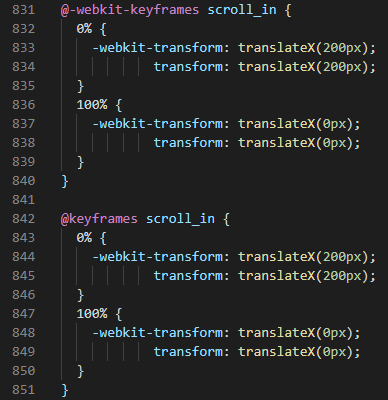 831 @-webkit-keyframes scroll_in {
832   0% {
833     -webkit-transform: translateX(200px);
834             transform: translateX(200px);
835   }
836   100% {
837     -webkit-transform: translateX(0px);
838             transform: translateX(0px);
839   }
840 }
841
842 @keyframes scroll_in {
843   0% {
844     -webkit-transform: translateX(200px);
845             transform: translateX(200px);
846   }
847   100% {
848     -webkit-transform: translateX(0px);
849             transform: translateX(0px);
850   }
851 }